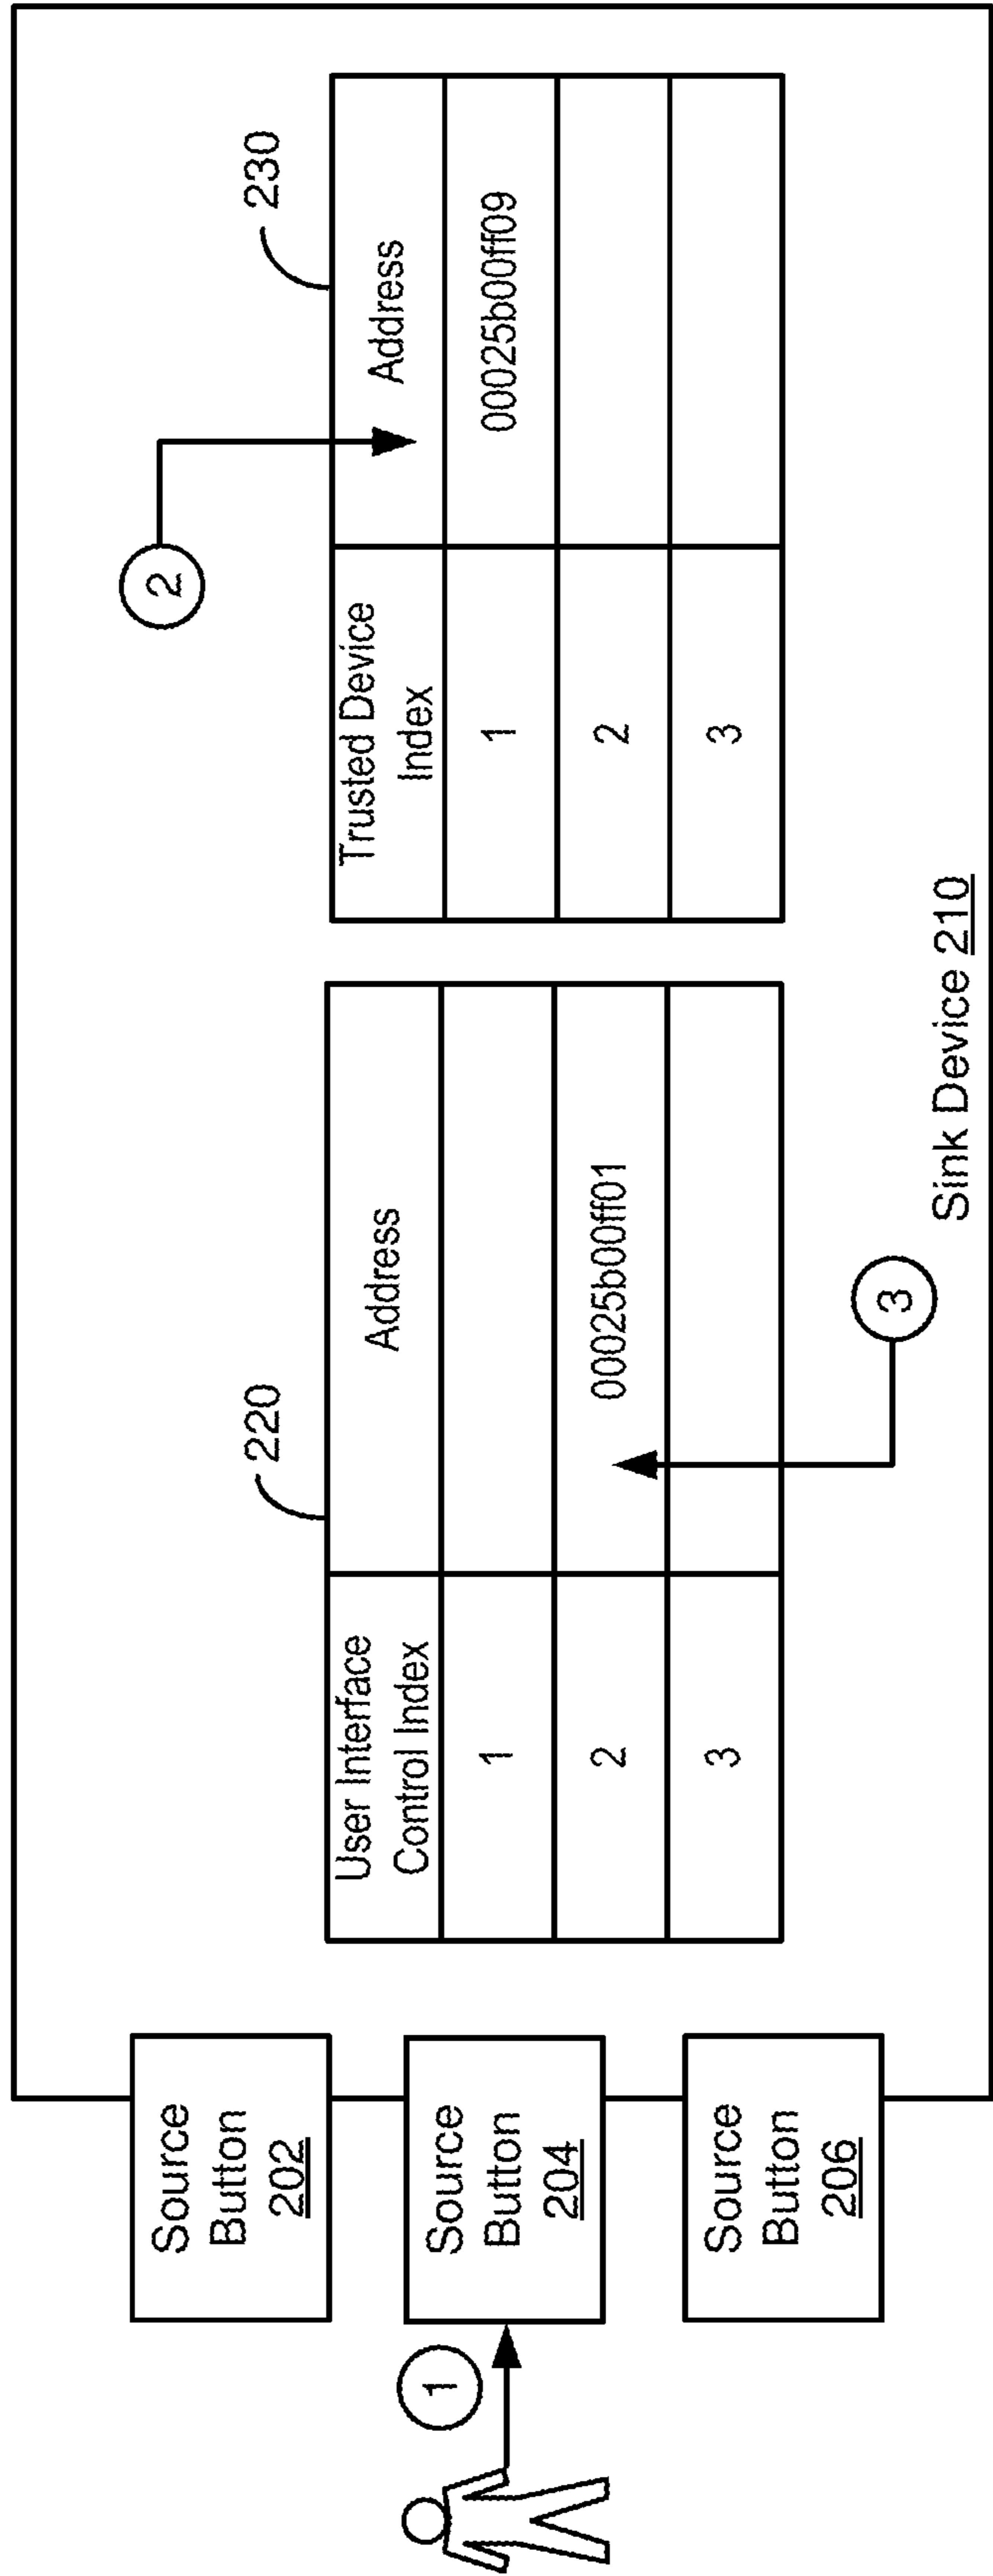 1
Source
Button
202
Source
Button
204
Source
Button
206
220
User Interface
Control Index
Address
1
2
00025b00ff01
3
3
2
230
Trusted Device
Index
Address
1
00025b00ff09
2
3
Sink Device 210